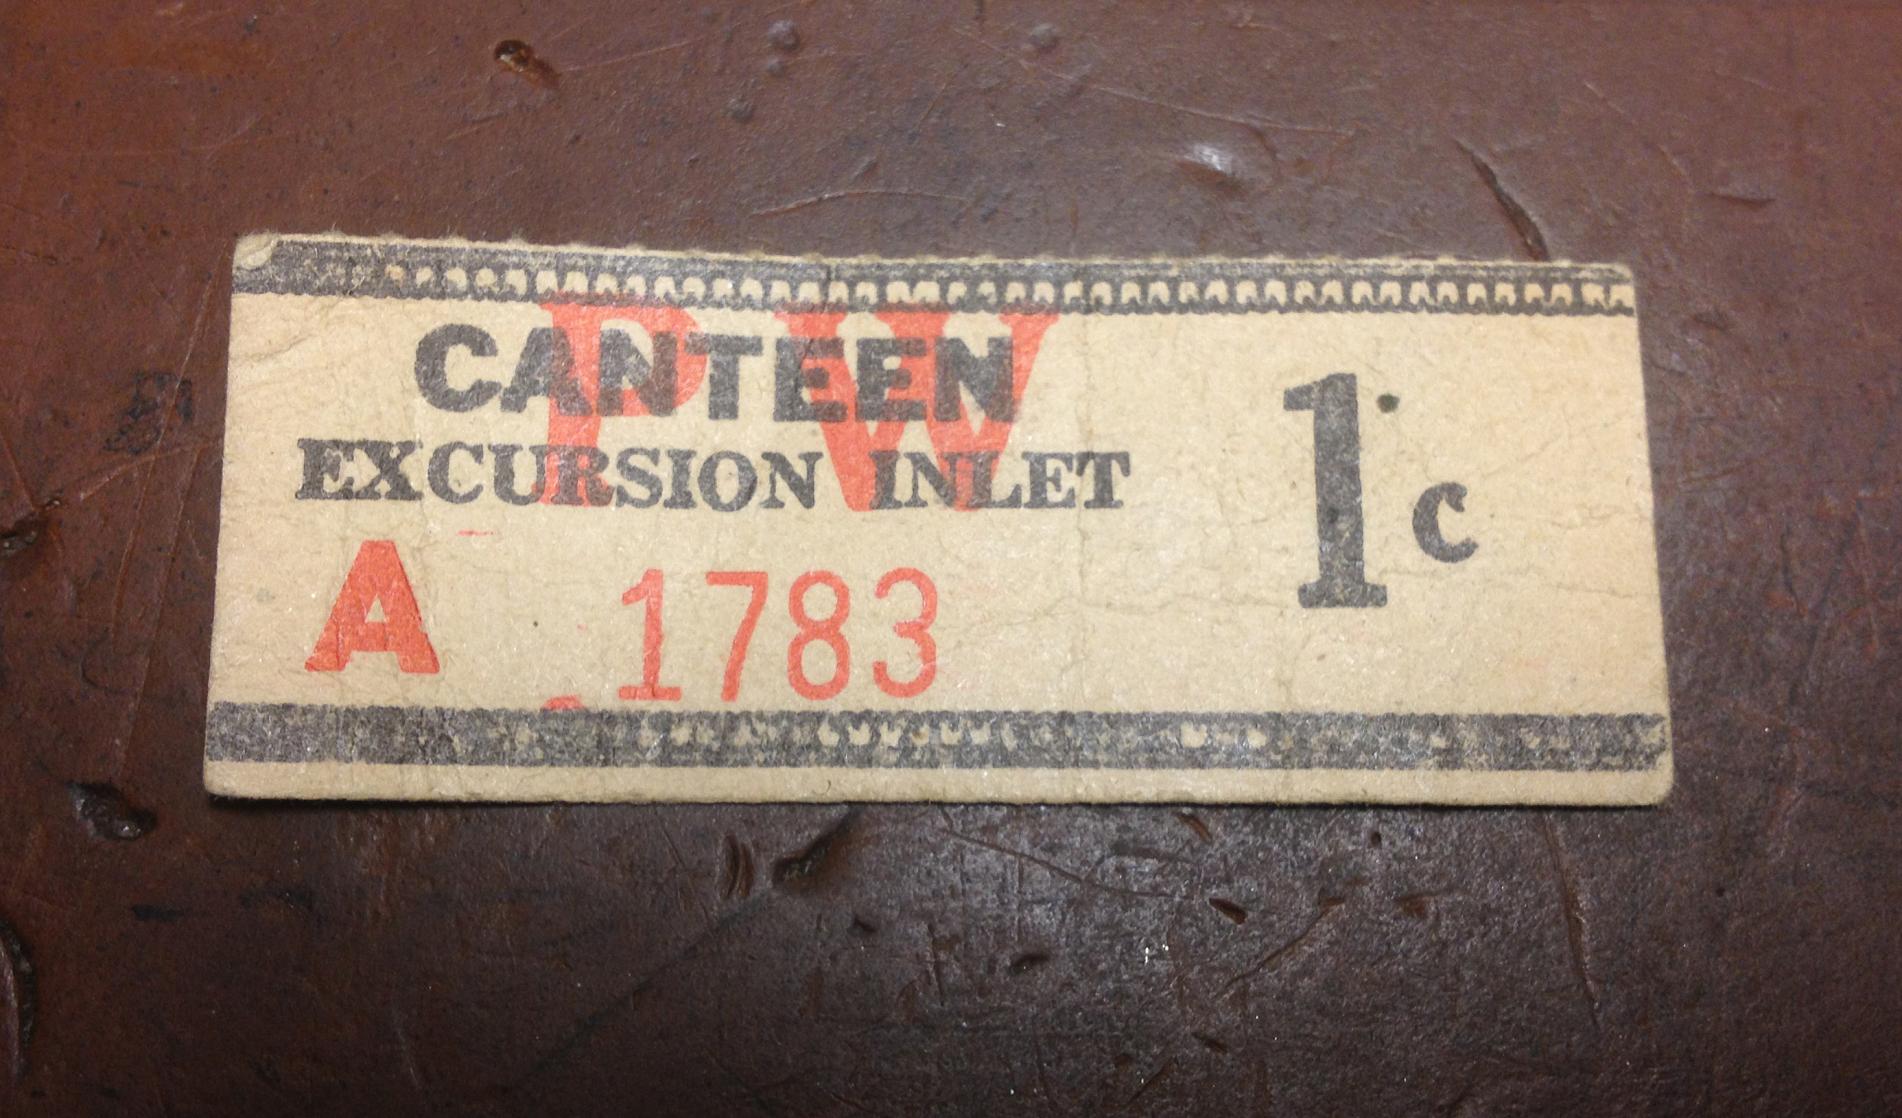 PW
CANTEEN
EXCURSION INLET
1c
A 1783